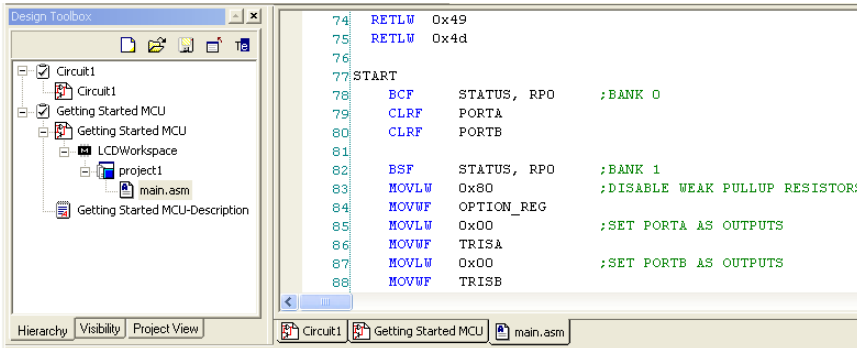 Design Toolbox
Circuit1
Circuit1
Getting Started MCU
Getting Started MCU
LCDWorkspace
project1
main.asm
Getting Started MCU-Description
Hierarchy Visibility Project View
74 RETLW 0x49
75 RETLW 0x4d
76
77 START
78 BCF STATUS, RP0 ;BANK 0
79 CLRF PORTA
80 CLRF PORTB
81
82 BSF STATUS, RP0 ;BANK 1
83 MOVLW 0x80 ;DISABLE WEAK PULLUP RESISTORS
84 MOVWF OPTION_REG
85 MOVLW 0x00 ;SET PORTA AS OUTPUTS
86 MOVWF TRISA
87 MOVLW 0x00 ;SET PORTB AS OUTPUTS
88 MOVWF TRISB
Circuit1 Getting Started MCU main.asm